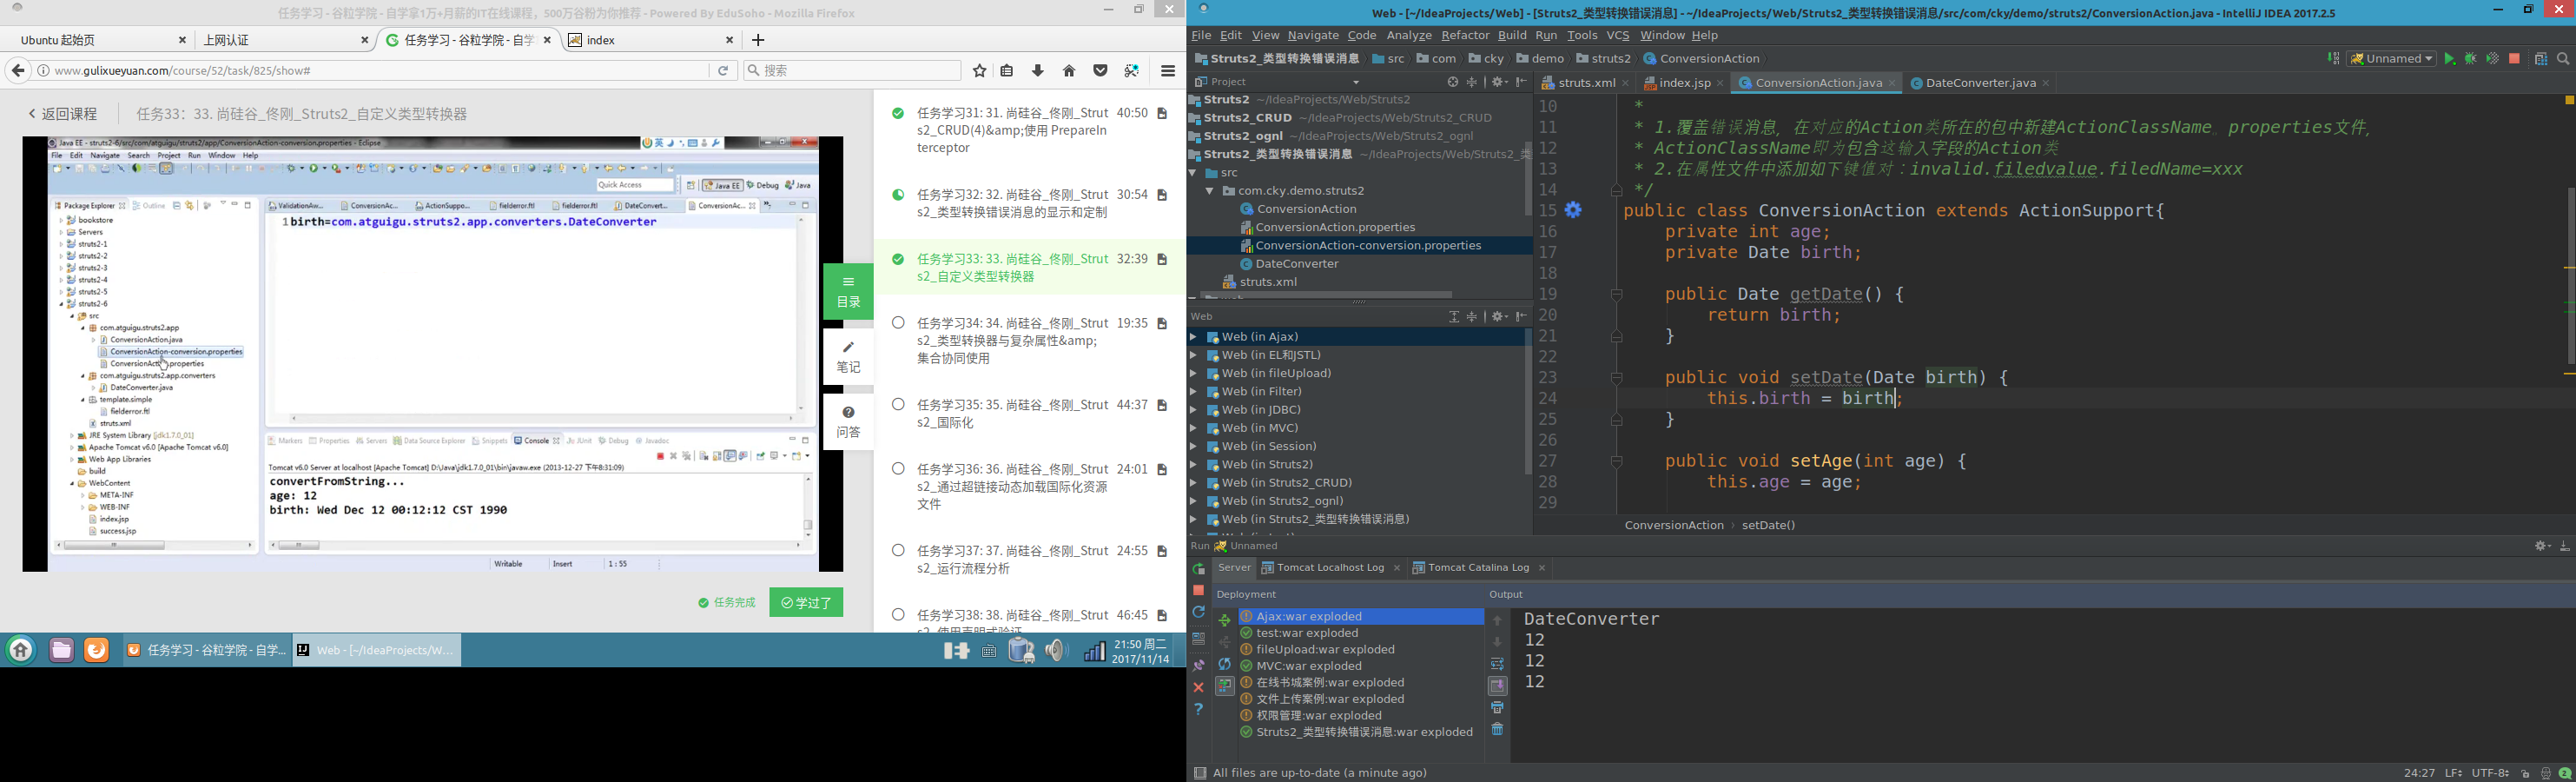 任务学习 - 谷粒学院 - 自学拿1万+月薪的IT在线课程，500万谷粉为你推荐 - Powered By EduSoho - Mozilla Firefox
Ubuntu 起始页
上网认证
任务学习 - 谷粒学院 - 自学
index
www.gulixueyuan.com/course/52/task/825/show#
搜索
返回课程
任务33：33. 尚硅谷_佟刚_Struts2_自定义类型转换器
Java EE - struts2-6/src/com/atguigu/struts2/app/ConversionAction-conversion.properties - Eclipse
File Edit Navigate Search Project Run Window Help
Quick Access
Java EE
Debug
Java
Package Explorer
Outline
bookstore
Servers
struts2-1
struts2-2
struts2-3
struts2-4
struts2-5
struts2-6
src
com.atguigu.struts2.app
ConversionAction.java
ConversionAction-conversion.properties
com.atguigu.struts2.app.converters
DateConverter.java
template.simple
fielderror.ftl
struts.xml
JRE System Library [jdk1.7.0_01]
Apache Tomcat v6.0 [Apache Tomcat v6.0]
Web App Libraries
build
WebContent
META-INF
WEB-INF
index.jsp
success.jsp
ValidationAw...
ConversionAc...
ActionSuppo...
fielderror.ftl
fielderror.ftl
DateConvert...
ConversionAc...
1 birth=com.atguigu.struts2.app.converters.DateConverter
Markers Properties Servers Data Source Explorer Snippets Console JUnit Debug Javadoc
Tomcat v6.0 Server at localhost [Apache Tomcat] D:\Java\jdk1.7.0_01\bin\javaw.exe (2013-12-27 下午8:31:09)
convertFromString...
age: 12
birth: Wed Dec 12 00:12:12 CST 1990
Writable Insert 1 : 55
目录
笔记
问答
任务完成
学过了
任务学习31: 31. 尚硅谷_佟刚_Strut 40:50
s2_CRUD(4)&amp;使用 PrepareIn
terceptor
任务学习32: 32. 尚硅谷_佟刚_Strut 30:54
s2_类型转换错误消息的显示和定制
任务学习33: 33. 尚硅谷_佟刚_Strut 32:39
s2_自定义类型转换器
任务学习34: 34. 尚硅谷_佟刚_Strut 19:35
s2_类型转换器与复杂属性&amp;
集合协同使用
任务学习35: 35. 尚硅谷_佟刚_Strut 44:37
s2_国际化
任务学习36: 36. 尚硅谷_佟刚_Strut 24:01
s2_通过超链接动态加载国际化资源
文件
任务学习37: 37. 尚硅谷_佟刚_Strut 24:55
s2_运行流程分析
任务学习38: 38. 尚硅谷_佟刚_Strut 46:45
任务学习 - 谷粒学院 - 自学...
Web - [~/IdeaProjects/W...
21:50 周二
2017/11/14
Web - [~/IdeaProjects/Web] - [Struts2_类型转换错误消息] - ~/IdeaProjects/Web/Struts2_类型转换错误消息/src/com/cky/demo/struts2/ConversionAction.java - IntelliJ IDEA 2017.2.5
File Edit View Navigate Code Analyze Refactor Build Run Tools VCS Window Help
Struts2_类型转换错误消息 src com cky demo struts2 ConversionAction
Unnamed
Project
Struts2 ~/IdeaProjects/Web/Struts2
Struts2_CRUD ~/IdeaProjects/Web/Struts2_CRUD
Struts2_ognl ~/IdeaProjects/Web/Struts2_ognl
Struts2_类型转换错误消息 ~/IdeaProjects/Web/Struts2_类
src
com.cky.demo.struts2
ConversionAction
ConversionAction.properties
ConversionAction-conversion.properties
DateConverter
struts.xml
Web
Web (in Ajax)
Web (in EL和JSTL)
Web (in fileUpload)
Web (in Filter)
Web (in JDBC)
Web (in MVC)
Web (in Session)
Web (in Struts2)
Web (in Struts2_CRUD)
Web (in Struts2_ognl)
Web (in Struts2_类型转换错误消息)
struts.xml
index.jsp
ConversionAction.java
DateConverter.java
10 *
11 * 1.覆盖错误消息, 在对应的Action类所在的包中新建ActionClassName。properties文件,
12 * ActionClassName即为包含这输入字段的Action类
13 * 2.在属性文件中添加如下键值对：invalid.filedvalue.filedName=xxx
14 */
15 public class ConversionAction extends ActionSupport{
16 private int age;
17 private Date birth;
18
19 public Date getDate() {
20 return birth;
21 }
22
23 public void setDate(Date birth) {
24 this.birth = birth;
25 }
26
27 public void setAge(int age) {
28 this.age = age;
29
ConversionAction › setDate()
Run Unnamed
Server
Tomcat Localhost Log
Tomcat Catalina Log
Deployment
Output
Ajax:war exploded
test:war exploded
fileUpload:war exploded
MVC:war exploded
在线书城案例:war exploded
文件上传案例:war exploded
权限管理:war exploded
Struts2_类型转换错误消息:war exploded
DateConverter
12
12
12
All files are up-to-date (a minute ago)
24:27 LF UTF-8